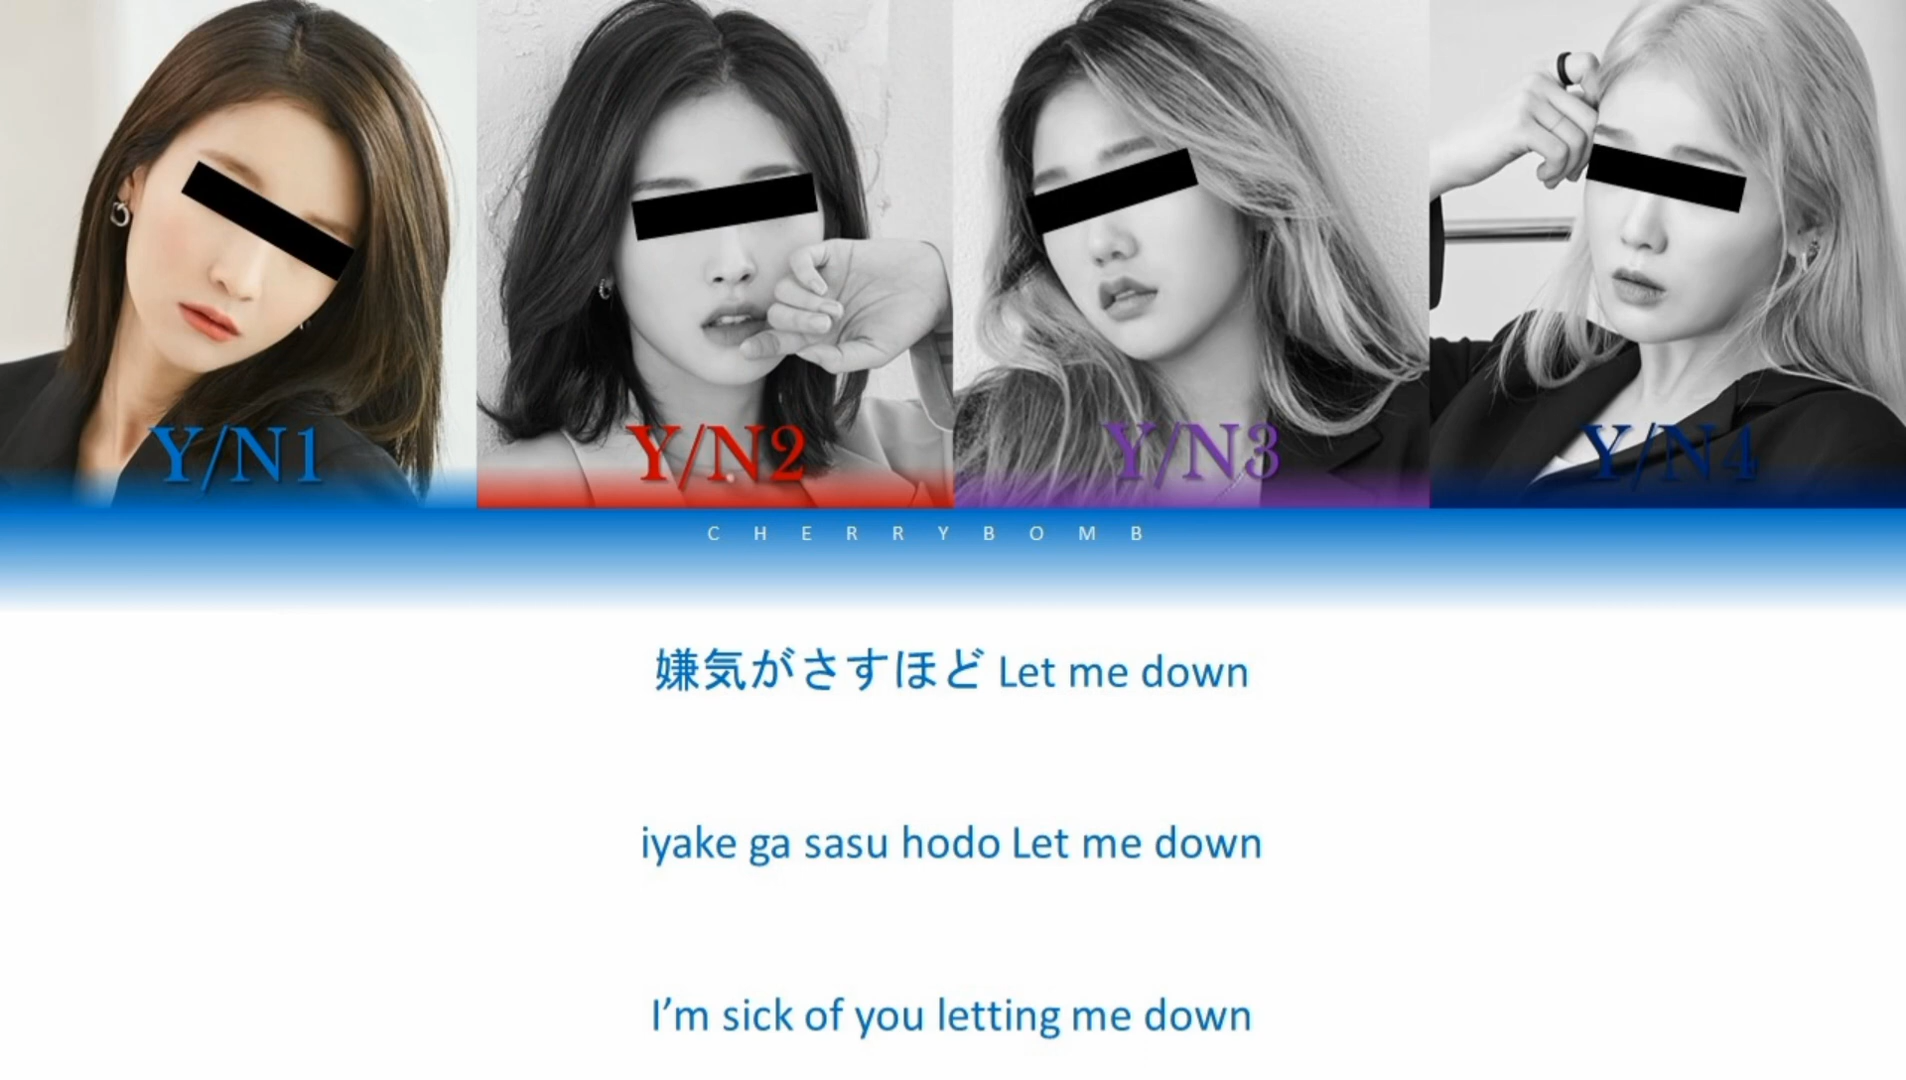 Y/N1 Y/N2 Y/N3 Y/N4
CHERRYBOMB
嫌気がさすほど Let me down
iyake ga sasu hodo Let me down
I'm sick of you letting me down